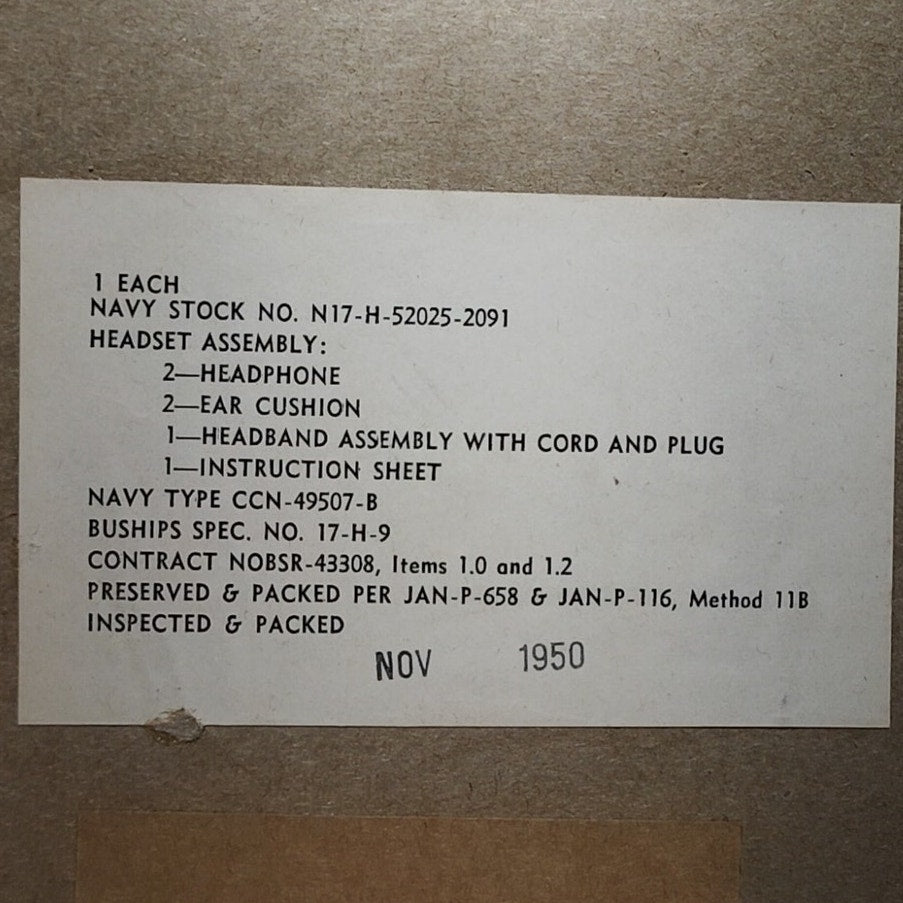 1 EACH
NAVY STOCK NO. N17-H-52025-2091
HEADSET ASSEMBLY:
2—HEADPHONE
2—EAR CUSHION
1—HEADBAND ASSEMBLY WITH CORD AND PLUG
1—INSTRUCTION SHEET
NAVY TYPE CCN-49507-B
BUSHIPS SPEC. NO. 17-H-9
CONTRACT NOBSR-43308, Items 1.0 and 1.2
PRESERVED & PACKED PER JAN-P-658 & JAN-P-116, Method 11B
INSPECTED & PACKED
NOV 1950